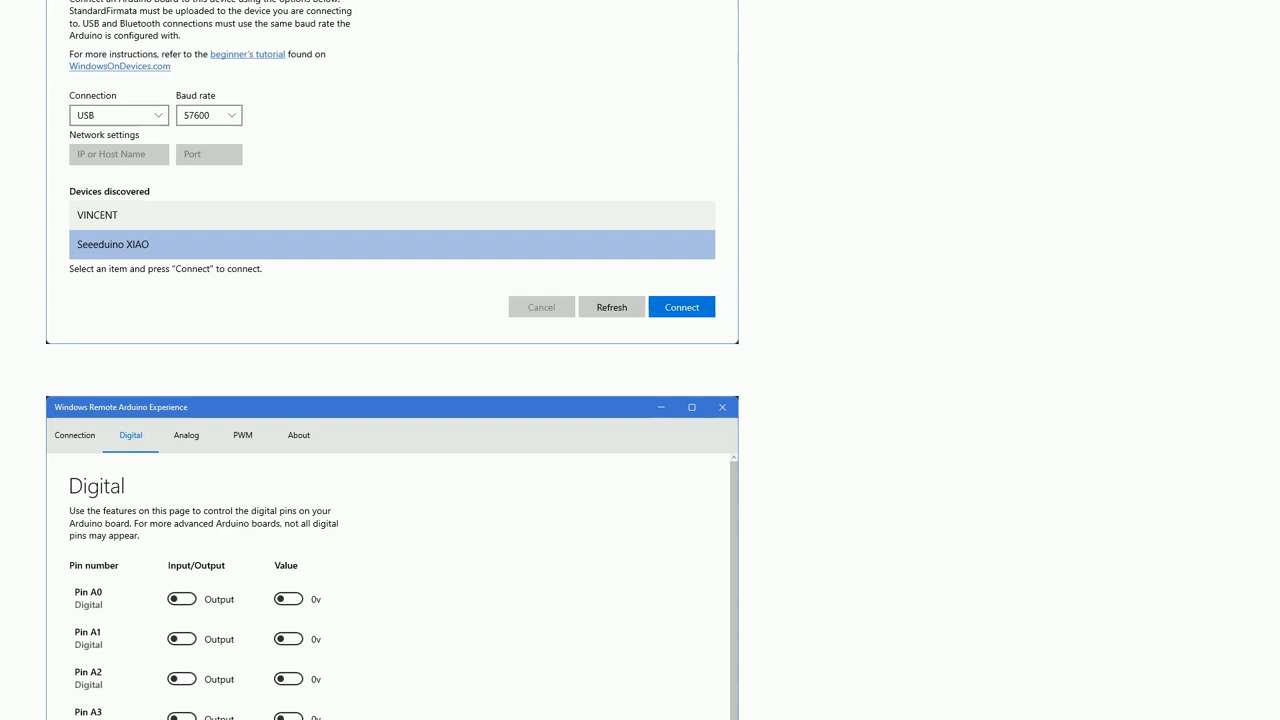 StandardFirmata must be uploaded to the device you are connecting
to. USB and Bluetooth connections must use the same baud rate the
Arduino is configured with.
For more instructions, refer to the beginner's tutorial found on
WindowsOnDevices.com
Connection Baud rate
USB 57600
Network settings
IP or Host Name Port
Devices discovered
VINCENT
Seeeduino XIAO
Select an item and press "Connect" to connect.
Cancel Refresh Connect
Windows Remote Arduino Experience
Connection Digital Analog PWM About
Digital
Use the features on this page to control the digital pins on your
Arduino board. For more advanced Arduino boards, not all digital
pins may appear.
Pin number Input/Output Value
Pin A0
Digital Output 0v
Pin A1
Digital Output 0v
Pin A2
Digital Output 0v
Pin A3
Output 0v